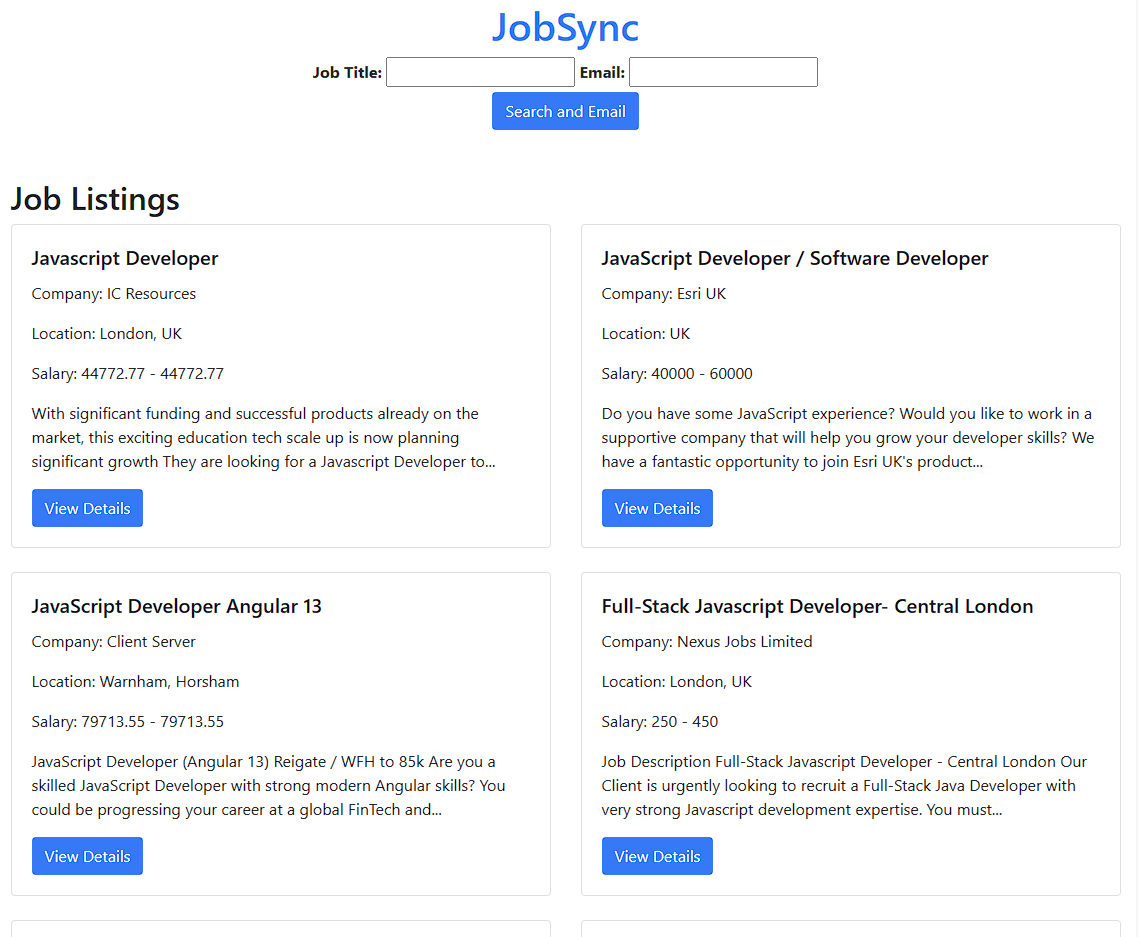 JobSync
Job Title: Email:
Search and Email
Job Listings
Javascript Developer
Company: IC Resources
Location: London, UK
Salary: 44772.77 - 44772.77
With significant funding and successful products already on the
market, this exciting education tech scale up is now planning
significant growth They are looking for a Javascript Developer to...
View Details
JavaScript Developer / Software Developer
Company: Esri UK
Location: UK
Salary: 40000 - 60000
Do you have some JavaScript experience? Would you like to work in a
supportive company that will help you grow your developer skills? We
have a fantastic opportunity to join Esri UK's product...
View Details
JavaScript Developer Angular 13
Company: Client Server
Location: Warnham, Horsham
Salary: 79713.55 - 79713.55
JavaScript Developer (Angular 13) Reigate / WFH to 85k Are you a
skilled JavaScript Developer with strong modern Angular skills? You
could be progressing your career at a global FinTech and...
View Details
Full-Stack Javascript Developer- Central London
Company: Nexus Jobs Limited
Location: London, UK
Salary: 250 - 450
Job Description Full-Stack Javascript Developer - Central London Our
Client is urgently looking to recruit a Full-Stack Java Developer with
very strong Javascript development expertise. You must...
View Details